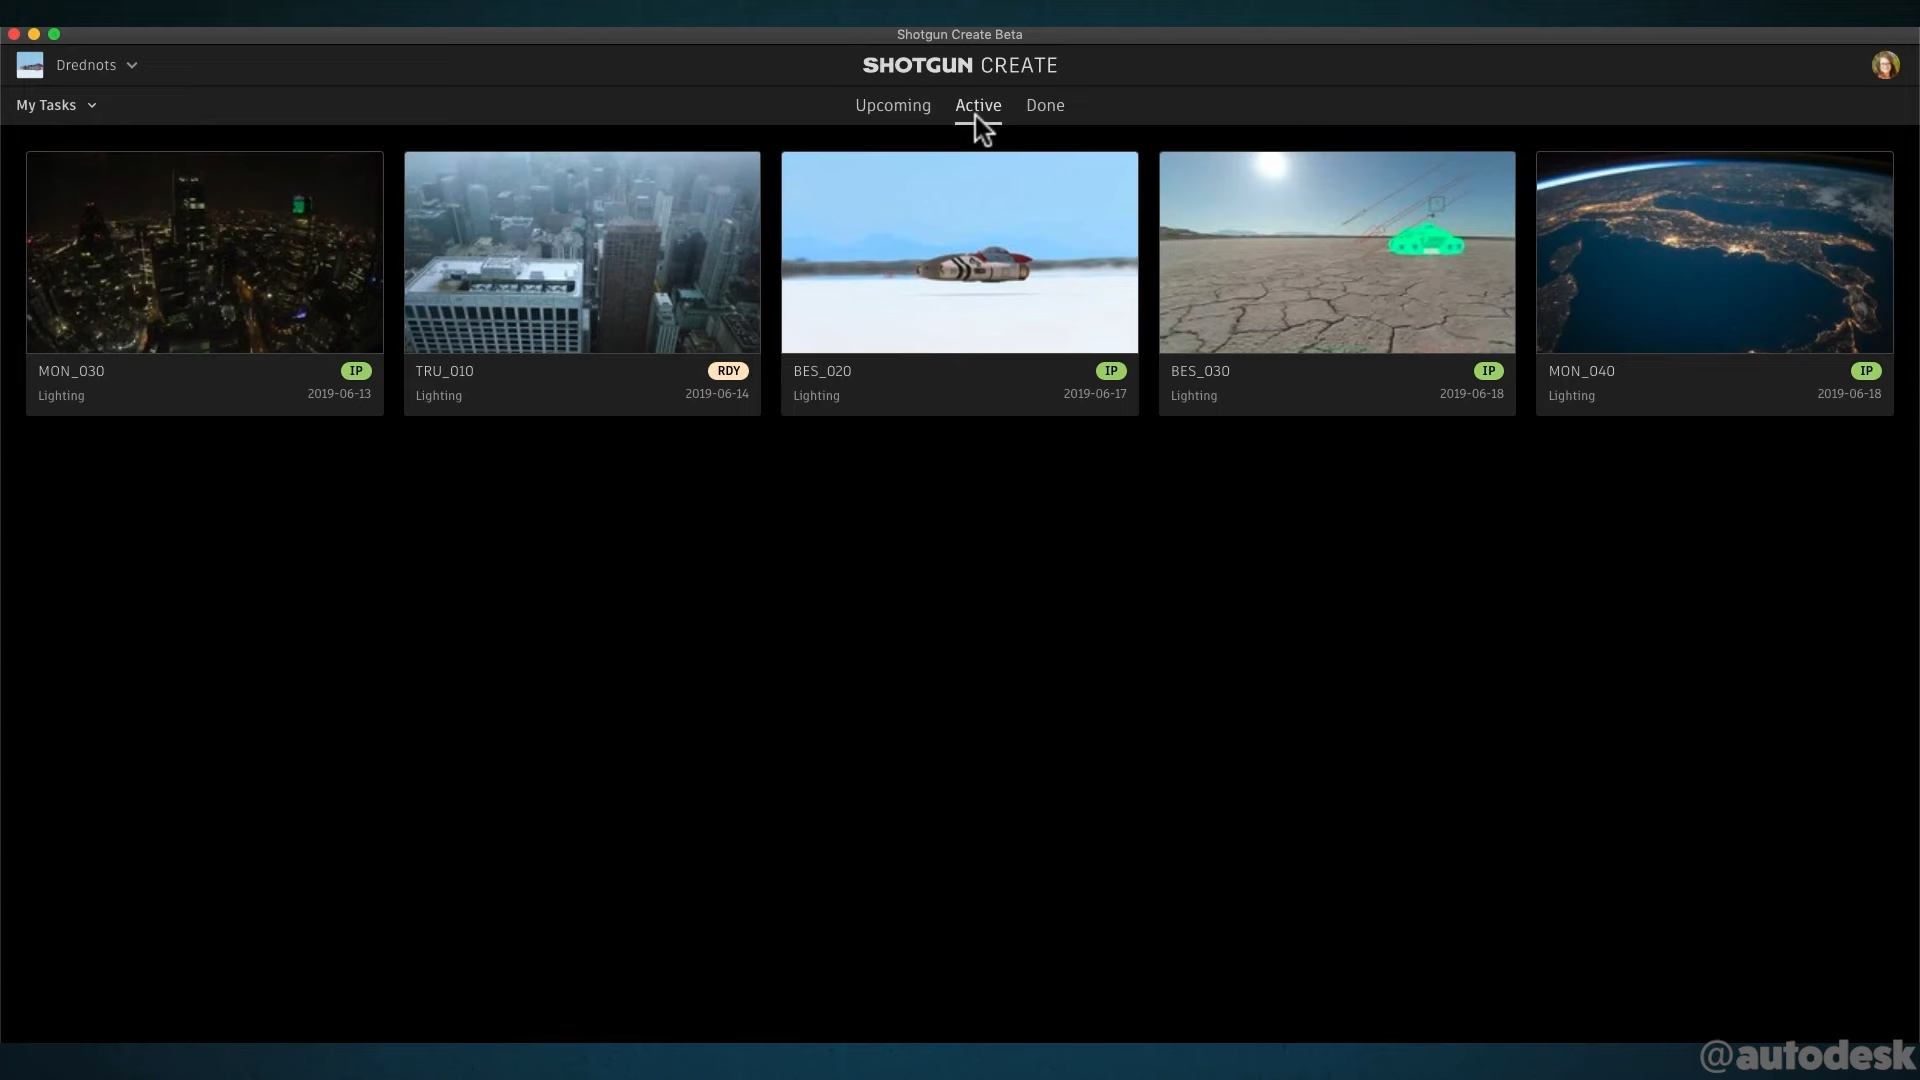 Shotgun Create Beta
Drednots
SHOTGUN CREATE
My Tasks
Upcoming Active Done
MON_030 IP
Lighting 2019-06-13
TRU_010 RDY
Lighting 2019-06-14
BES_020 IP
Lighting 2019-06-17
BES_030 IP
Lighting 2019-06-18
MON_040 IP
Lighting 2019-06-18
@autodesk